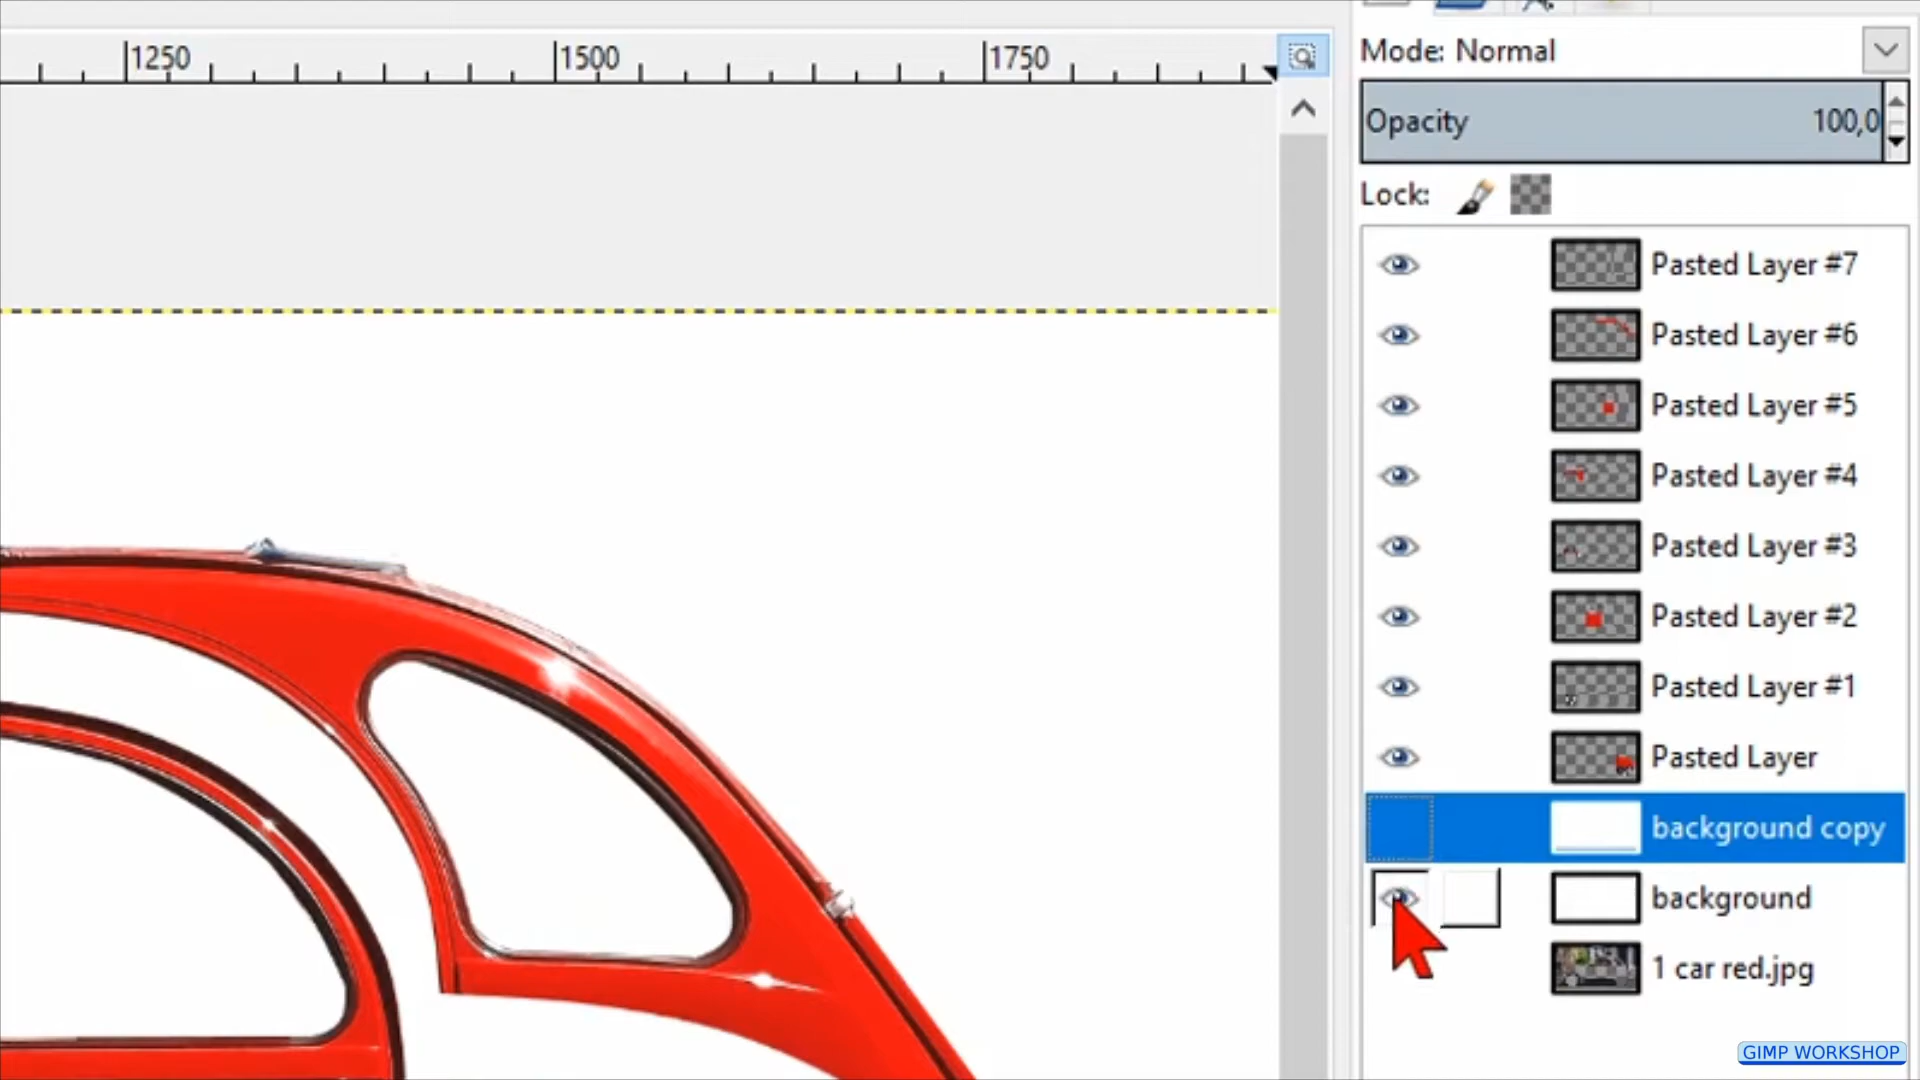 1250 1500 1750
Mode: Normal
Opacity 100,0
Lock:
Pasted Layer #7
Pasted Layer #6
Pasted Layer #5
Pasted Layer #4
Pasted Layer #3
Pasted Layer #2
Pasted Layer #1
Pasted Layer
background copy
background
1 car red.jpg
GIMP WORKSHOP